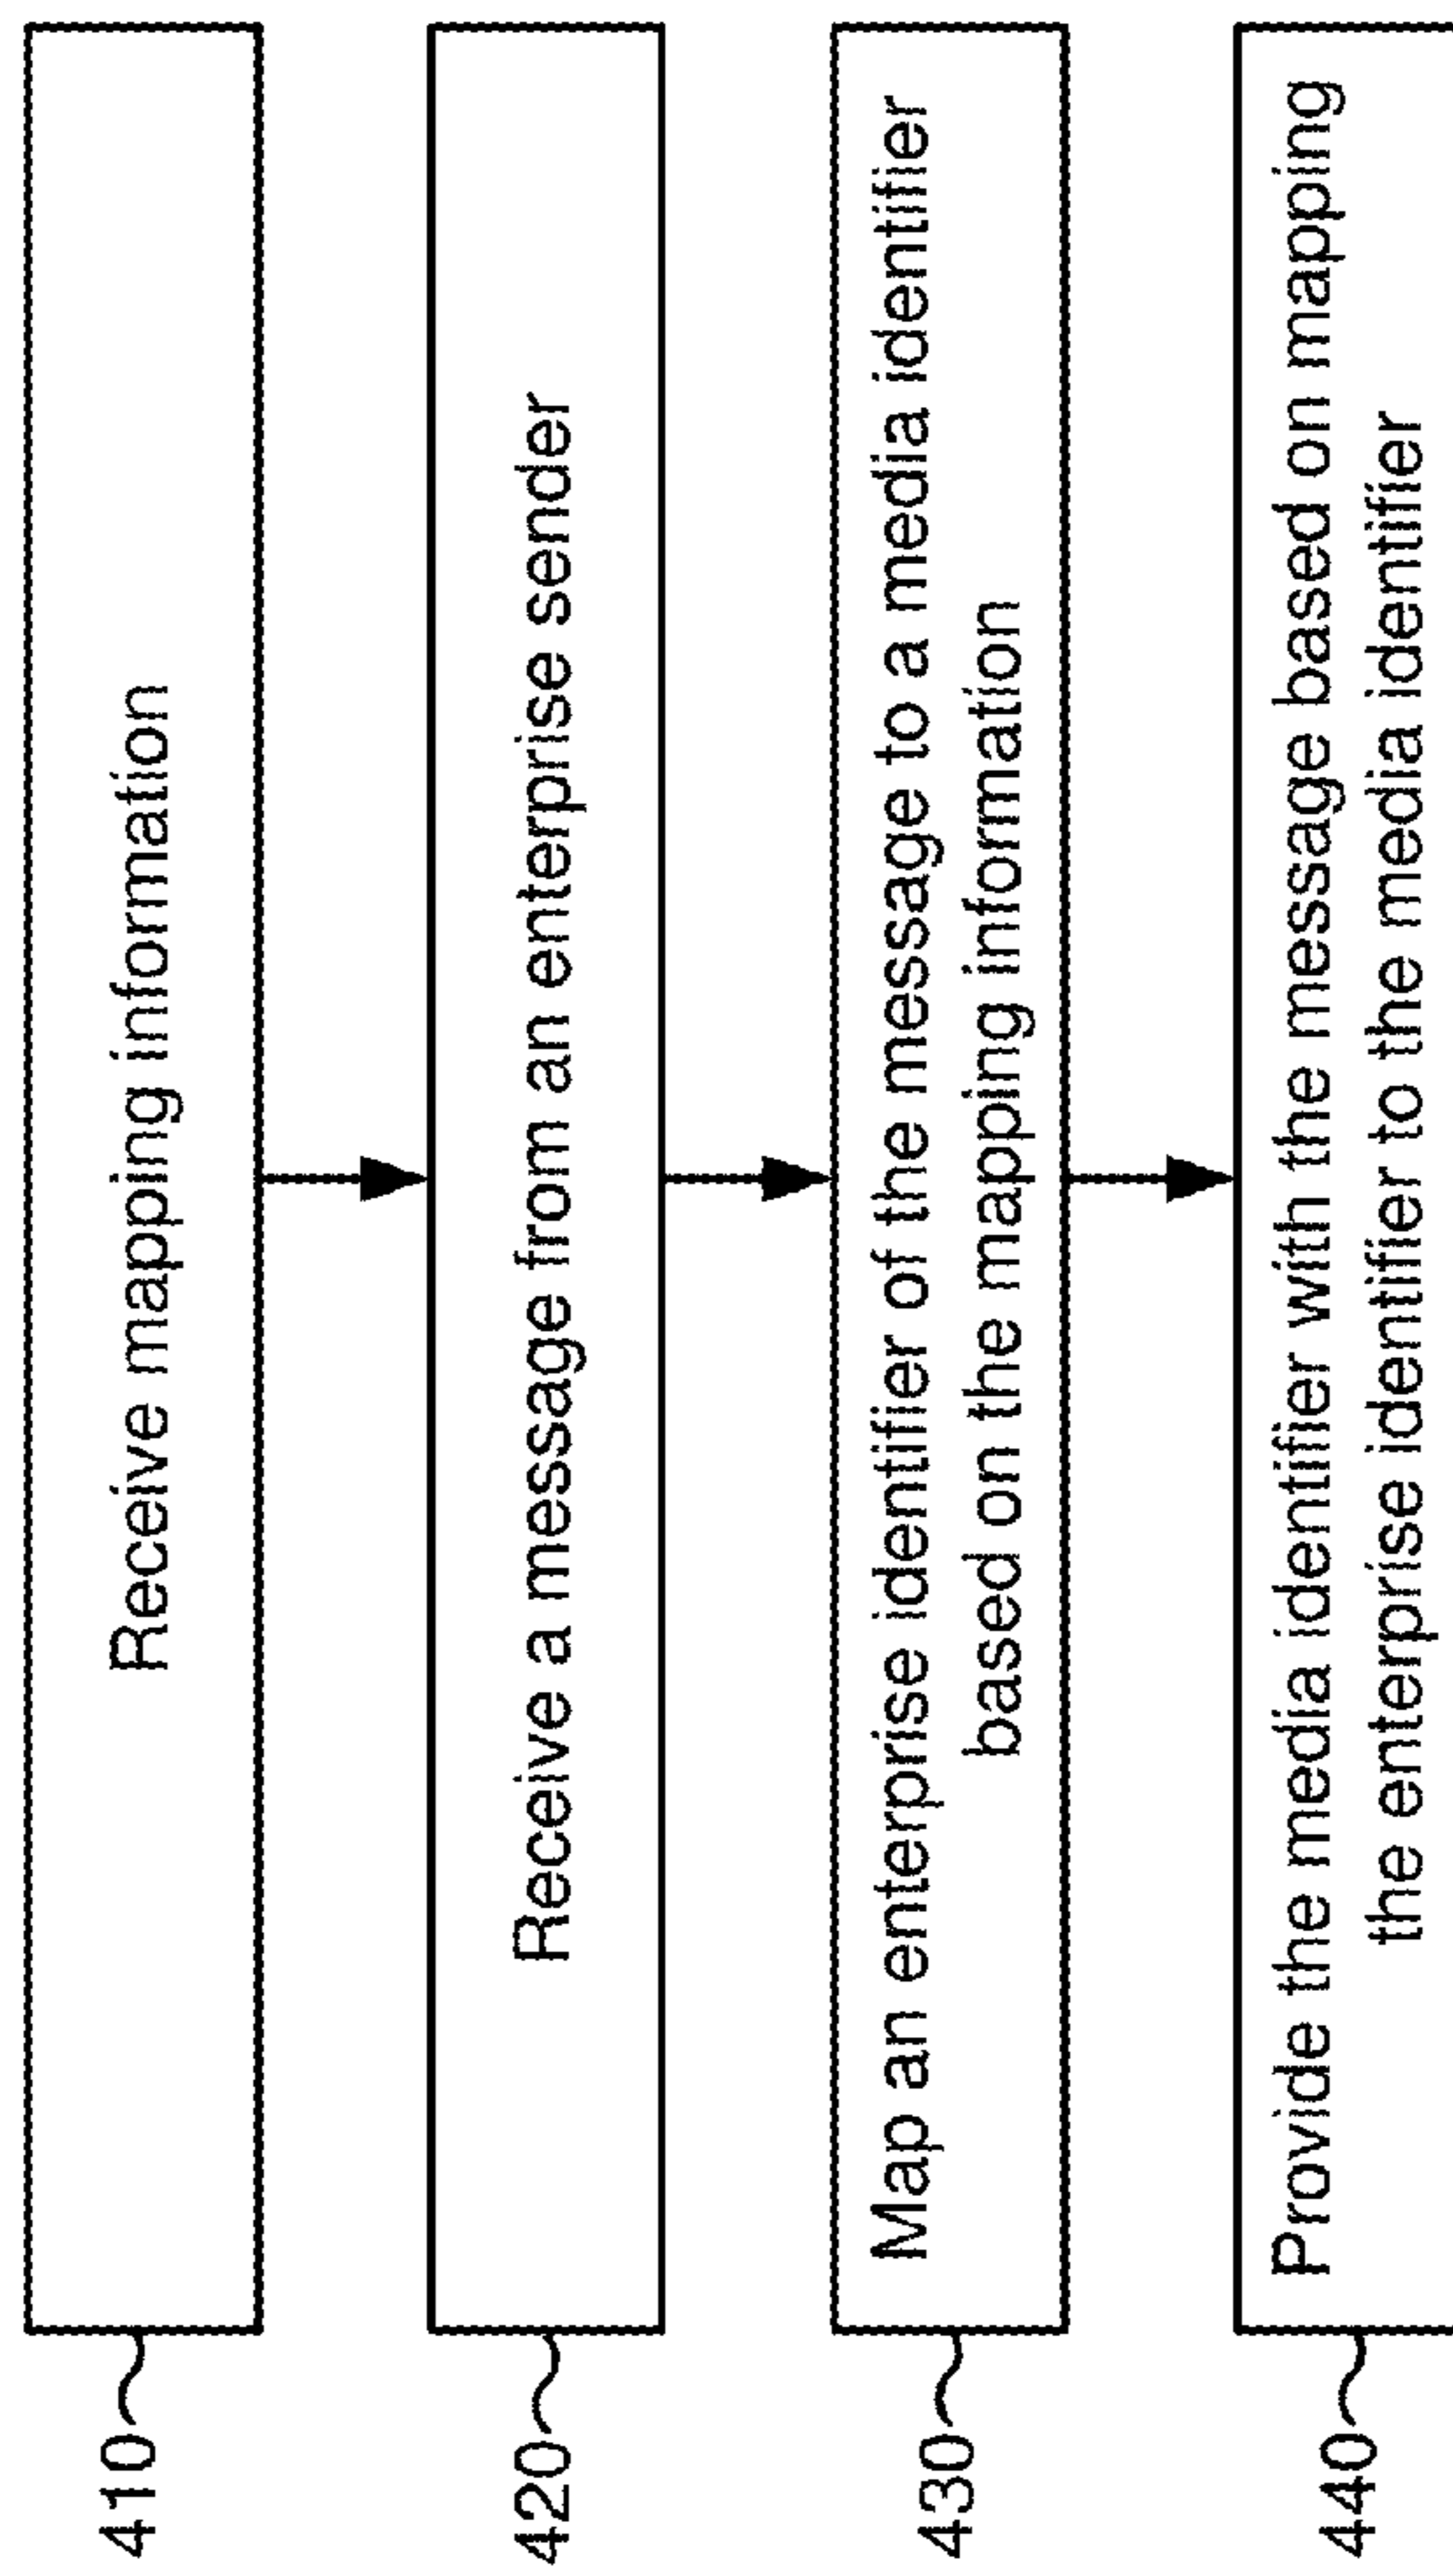 410
Receive mapping information
420
Receive a message from an enterprise sender
430
Map an enterprise identifier of the message to a media identifier
based on the mapping information
440
Provide the media identifier with the message based on mapping
the enterprise identifier to the media identifier